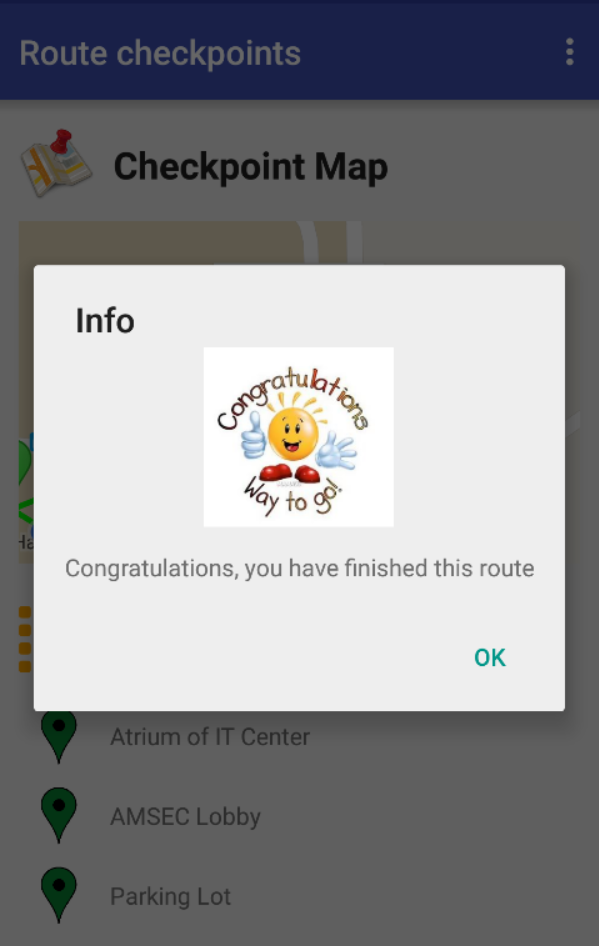 Route checkpoints
Checkpoint Map
Info
Congratulations
Way to go!
Congratulations, you have finished this route
OK
Atrium of IT Center
AMSEC Lobby
Parking Lot